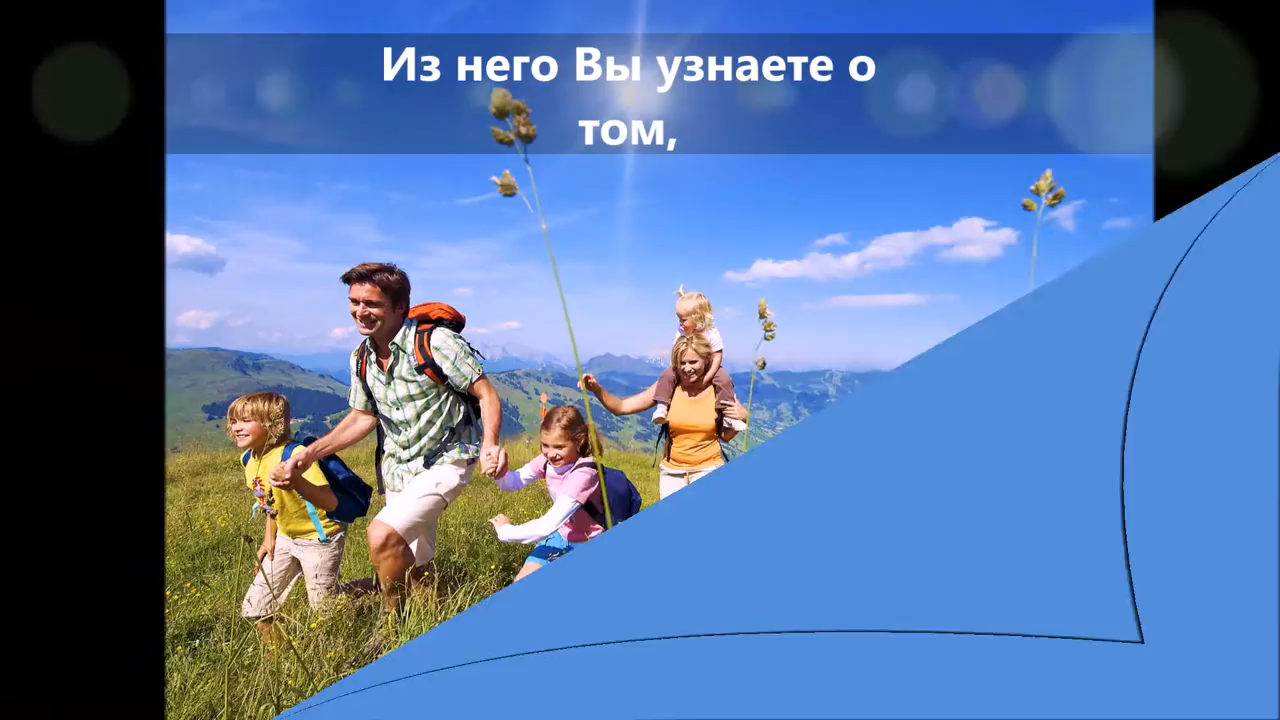 Из него Вы узнаете о
том,